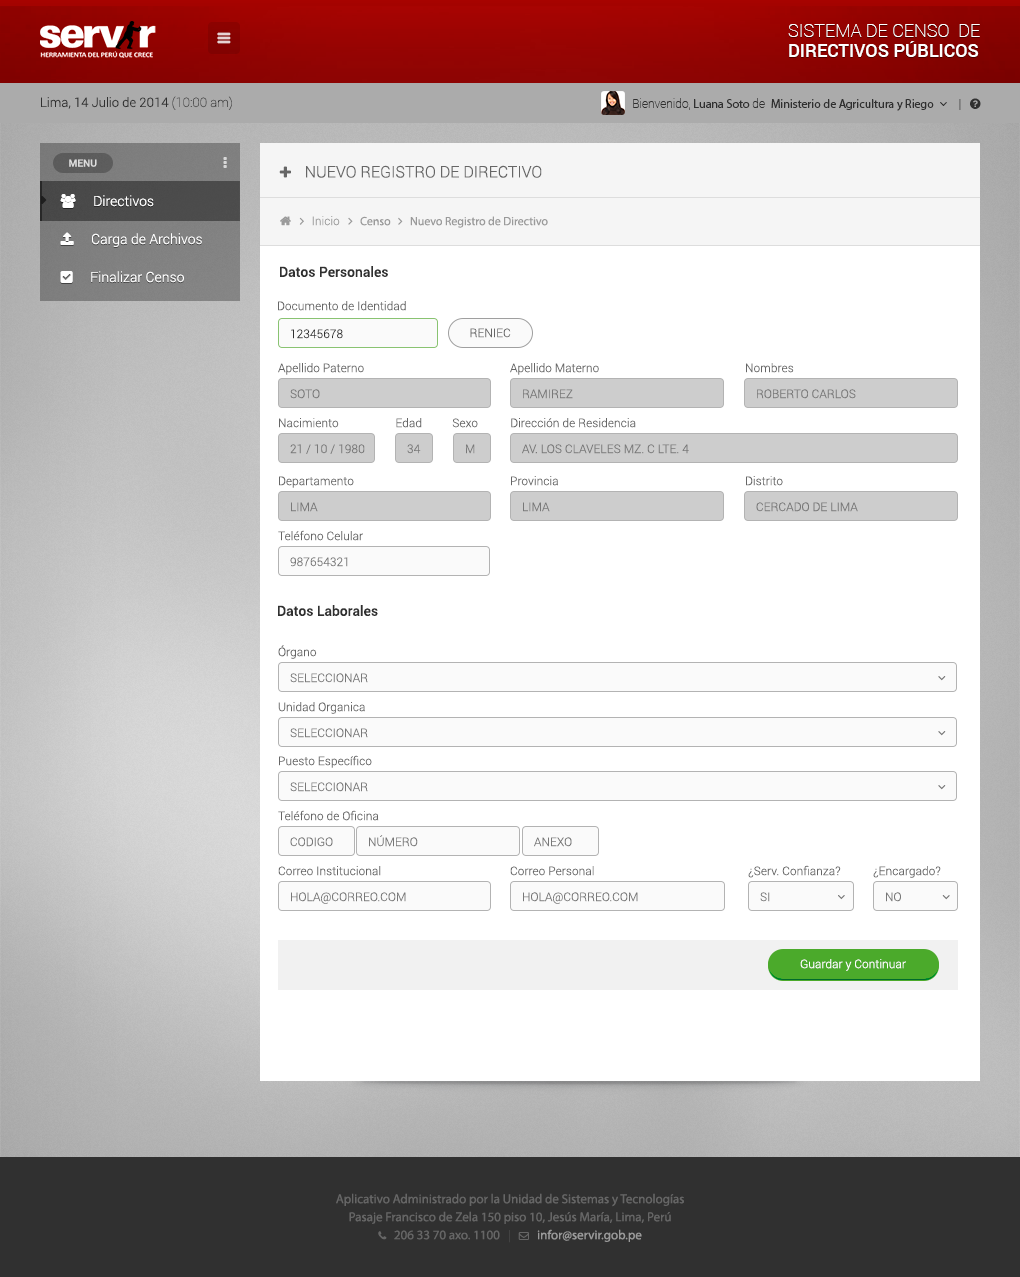 servir
HERRAMIENTA DEL PERÚ QUE CRECE
SISTEMA DE CENSO DE
DIRECTIVOS PÚBLICOS
Lima, 14 Julio de 2014 (10:00 am)
Bienvenido, Luana Soto de Ministerio de Agricultura y Riego |
MENU
Directivos
Carga de Archivos
Finalizar Censo
NUEVO REGISTRO DE DIRECTIVO
Inicio > Censo > Nuevo Registro de Directivo
Datos Personales
Documento de Identidad
12345678 RENIEC
Apellido Paterno Apellido Materno Nombres
SOTO RAMIREZ ROBERTO CARLOS
Nacimiento Edad Sexo Dirección de Residencia
21 / 10 / 1980 34 M AV. LOS CLAVELES MZ. C LTE. 4
Departamento Provincia Distrito
LIMA LIMA CERCADO DE LIMA
Teléfono Celular
987654321
Datos Laborales
Órgano
SELECCIONAR
Unidad Organica
SELECCIONAR
Puesto Específico
SELECCIONAR
Teléfono de Oficina
CODIGO NÚMERO ANEXO
Correo Institucional Correo Personal ¿Serv. Confianza? ¿Encargado?
HOLA@CORREO.COM HOLA@CORREO.COM SI NO
Guardar y Continuar
Aplicativo Administrado por la Unidad de Sistemas y Tecnologías
Pasaje Francisco de Zela 150 piso 10, Jesús María, Lima, Perú
206 33 70 axo. 1100 | infor@servir.gob.pe